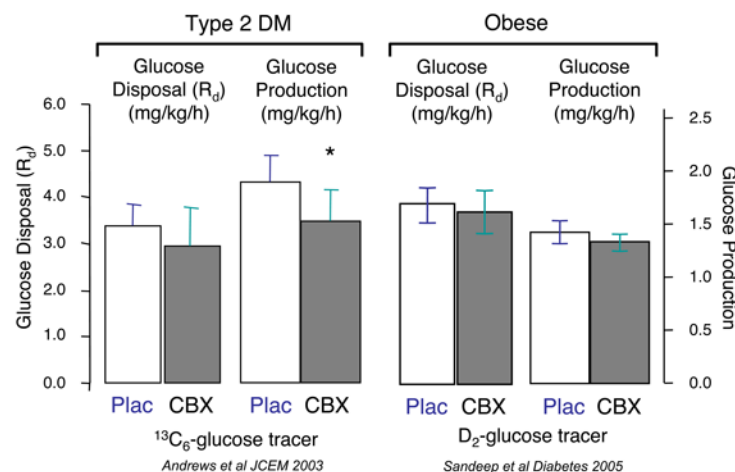 Type 2 DM
Obese
Glucose
Disposal (Rd)
(mg/kg/h)
Glucose
Production
(mg/kg/h)
Glucose
Disposal (Rd)
(mg/kg/h)
Glucose
Production
(mg/kg/h)
Glucose Disposal (Rd)
6.0
5.0
4.0
3.0
2.0
1.0
0.0
*
2.5
2.0
1.5
1.0
0.5
0.0
Glucose Production
Plac CBX
Plac CBX
Plac CBX
Plac CBX
¹³C₆-glucose tracer
D₂-glucose tracer
Andrews et al JCEM 2003
Sandeep et al Diabetes 2005